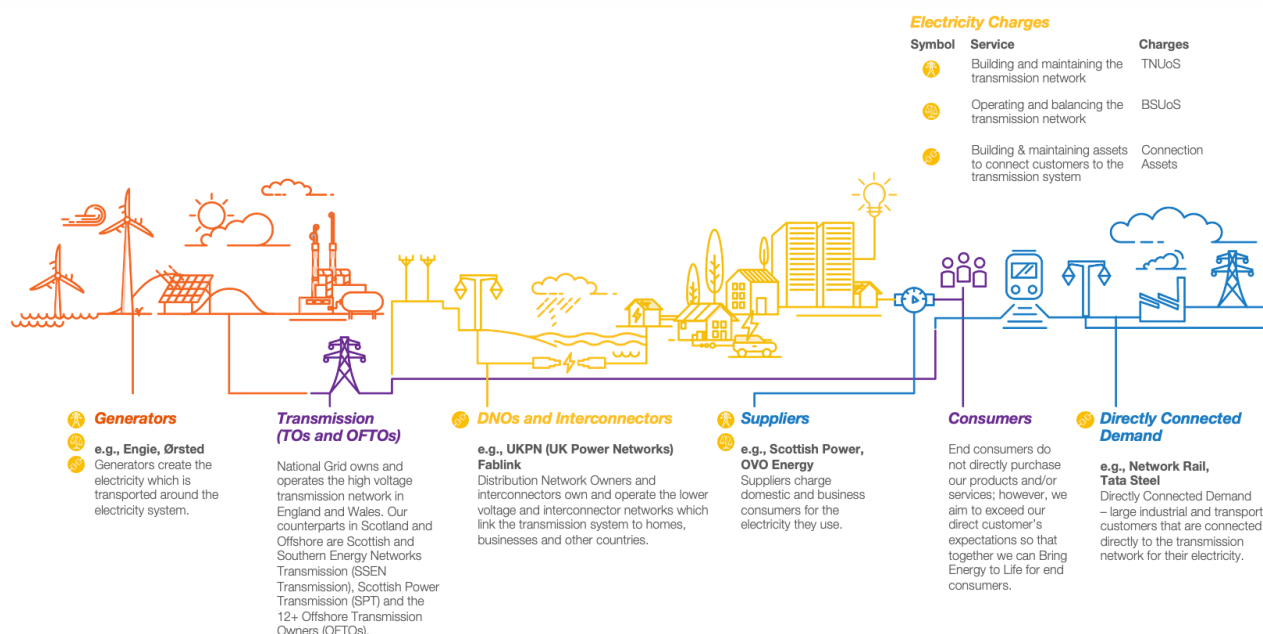 Electricity Charges
Symbol Service Charges
Building and maintaining the TNUoS
transmission network
Operating and balancing the BSUoS
transmission network
Building & maintaining assets Connection
to connect customers to the Assets
transmission system
Generators
e.g., Engie, Ørsted
Generators create the
electricity which is
transported around the
electricity system.
Transmission
(TOs and OFTOs)
National Grid owns and
operates the high voltage
transmission network in
England and Wales. Our
counterparts in Scotland and
Offshore are Scottish and
Southern Energy Networks
Transmission (SSEN
Transmission), Scottish Power
Transmission (SPT) and the
12+ Offshore Transmission
Owners (OFTOs).
DNOs and Interconnectors
e.g., UKPN (UK Power Networks)
Fablink
Distribution Network Owners and
interconnectors own and operate the lower
voltage and interconnector networks which
link the transmission system to homes,
businesses and other countries.
Suppliers
e.g., Scottish Power,
OVO Energy
Suppliers charge
domestic and business
consumers for the
electricity they use.
Consumers
End consumers do
not directly purchase
our products and/or
services; however, we
aim to exceed our
direct customer's
expectations so that
together we can Bring
Energy to Life for end
consumers.
Directly Connected
Demand
e.g., Network Rail,
Tata Steel
Directly Connected Demand
– large industrial and transport
customers that are connected
directly to the transmission
network for their electricity.